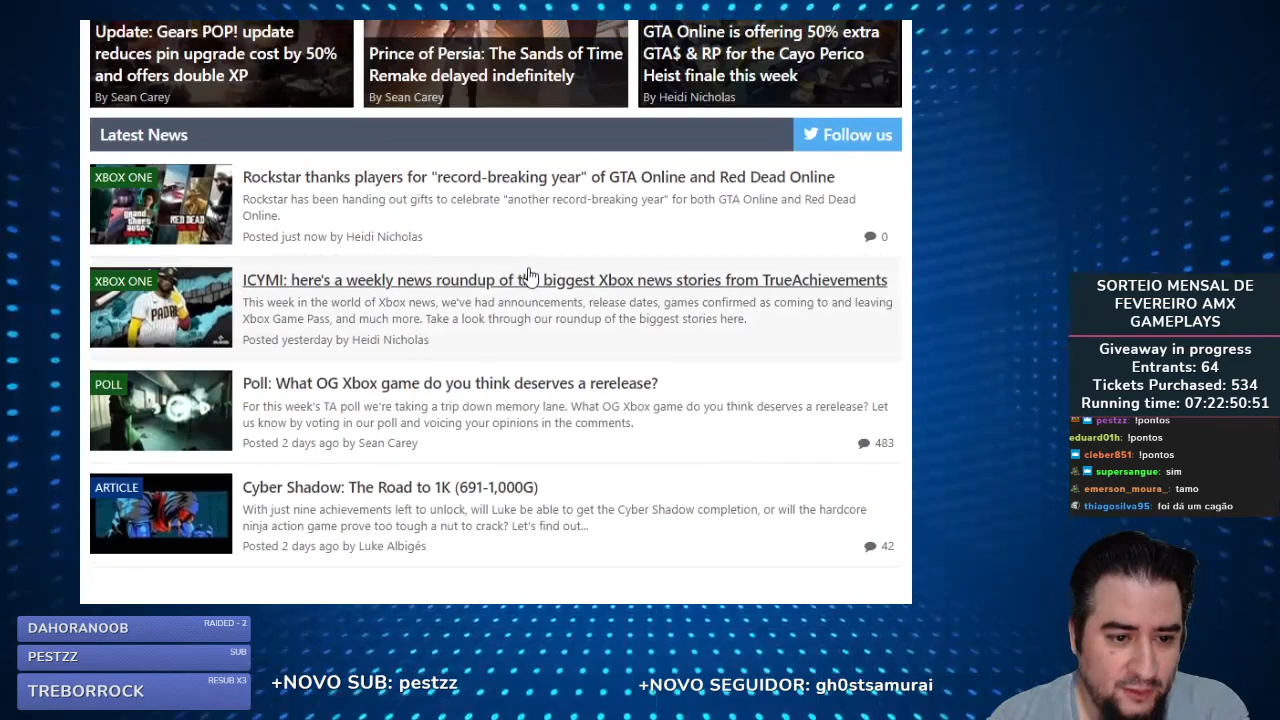 Update: Gears POP! update
reduces pin upgrade cost by 50%
and offers double XP
By Sean Carey
Prince of Persia: The Sands of Time
Remake delayed indefinitely
By Sean Carey
GTA Online is offering 50% extra
GTA$ & RP for the Cayo Perico
Heist finale this week
By Heidi Nicholas
Latest News
Follow us
XBOX ONE
Rockstar thanks players for "record-breaking year" of GTA Online and Red Dead Online
Rockstar has been handing out gifts to celebrate "another record-breaking year" for both GTA Online and Red Dead
Online.
Posted just now by Heidi Nicholas
0
XBOX ONE
ICYMI: here's a weekly news roundup of the biggest Xbox news stories from TrueAchievements
This week in the world of Xbox news, we've had announcements, release dates, games confirmed as coming to and leaving
Xbox Game Pass, and much more. Take a look through our roundup of the biggest stories here.
Posted yesterday by Heidi Nicholas
POLL
Poll: What OG Xbox game do you think deserves a rerelease?
For this week's TA poll we're taking a trip down memory lane. What OG Xbox game do you think deserves a rerelease? Let
us know by voting in our poll and voicing your opinions in the comments.
Posted 2 days ago by Sean Carey
483
ARTICLE
Cyber Shadow: The Road to 1K (691-1,000G)
With just nine achievements left to unlock, will Luke be able to get the Cyber Shadow completion, or will the hardcore
ninja action game prove too tough a nut to crack? Let's find out...
Posted 2 days ago by Luke Albigés
42
SORTEIO MENSAL DE
FEVEREIRO AMX
GAMEPLAYS
Giveaway in progress
Entrants: 64
Tickets Purchased: 534
Running time: 07:22:50:51
pestzz: !pontos
eduard01h: !pontos
cleber851: !pontos
supersangue: sim
emerson_moura_: tamo
thiagosilva95: foi dá um cagão
DAHORANOOB
RAIDED - 2
PESTZZ
SUB
TREBORROCK
RESUB X3
+NOVO SUB: pestzz
+NOVO SEGUIDOR: gh0stsamurai